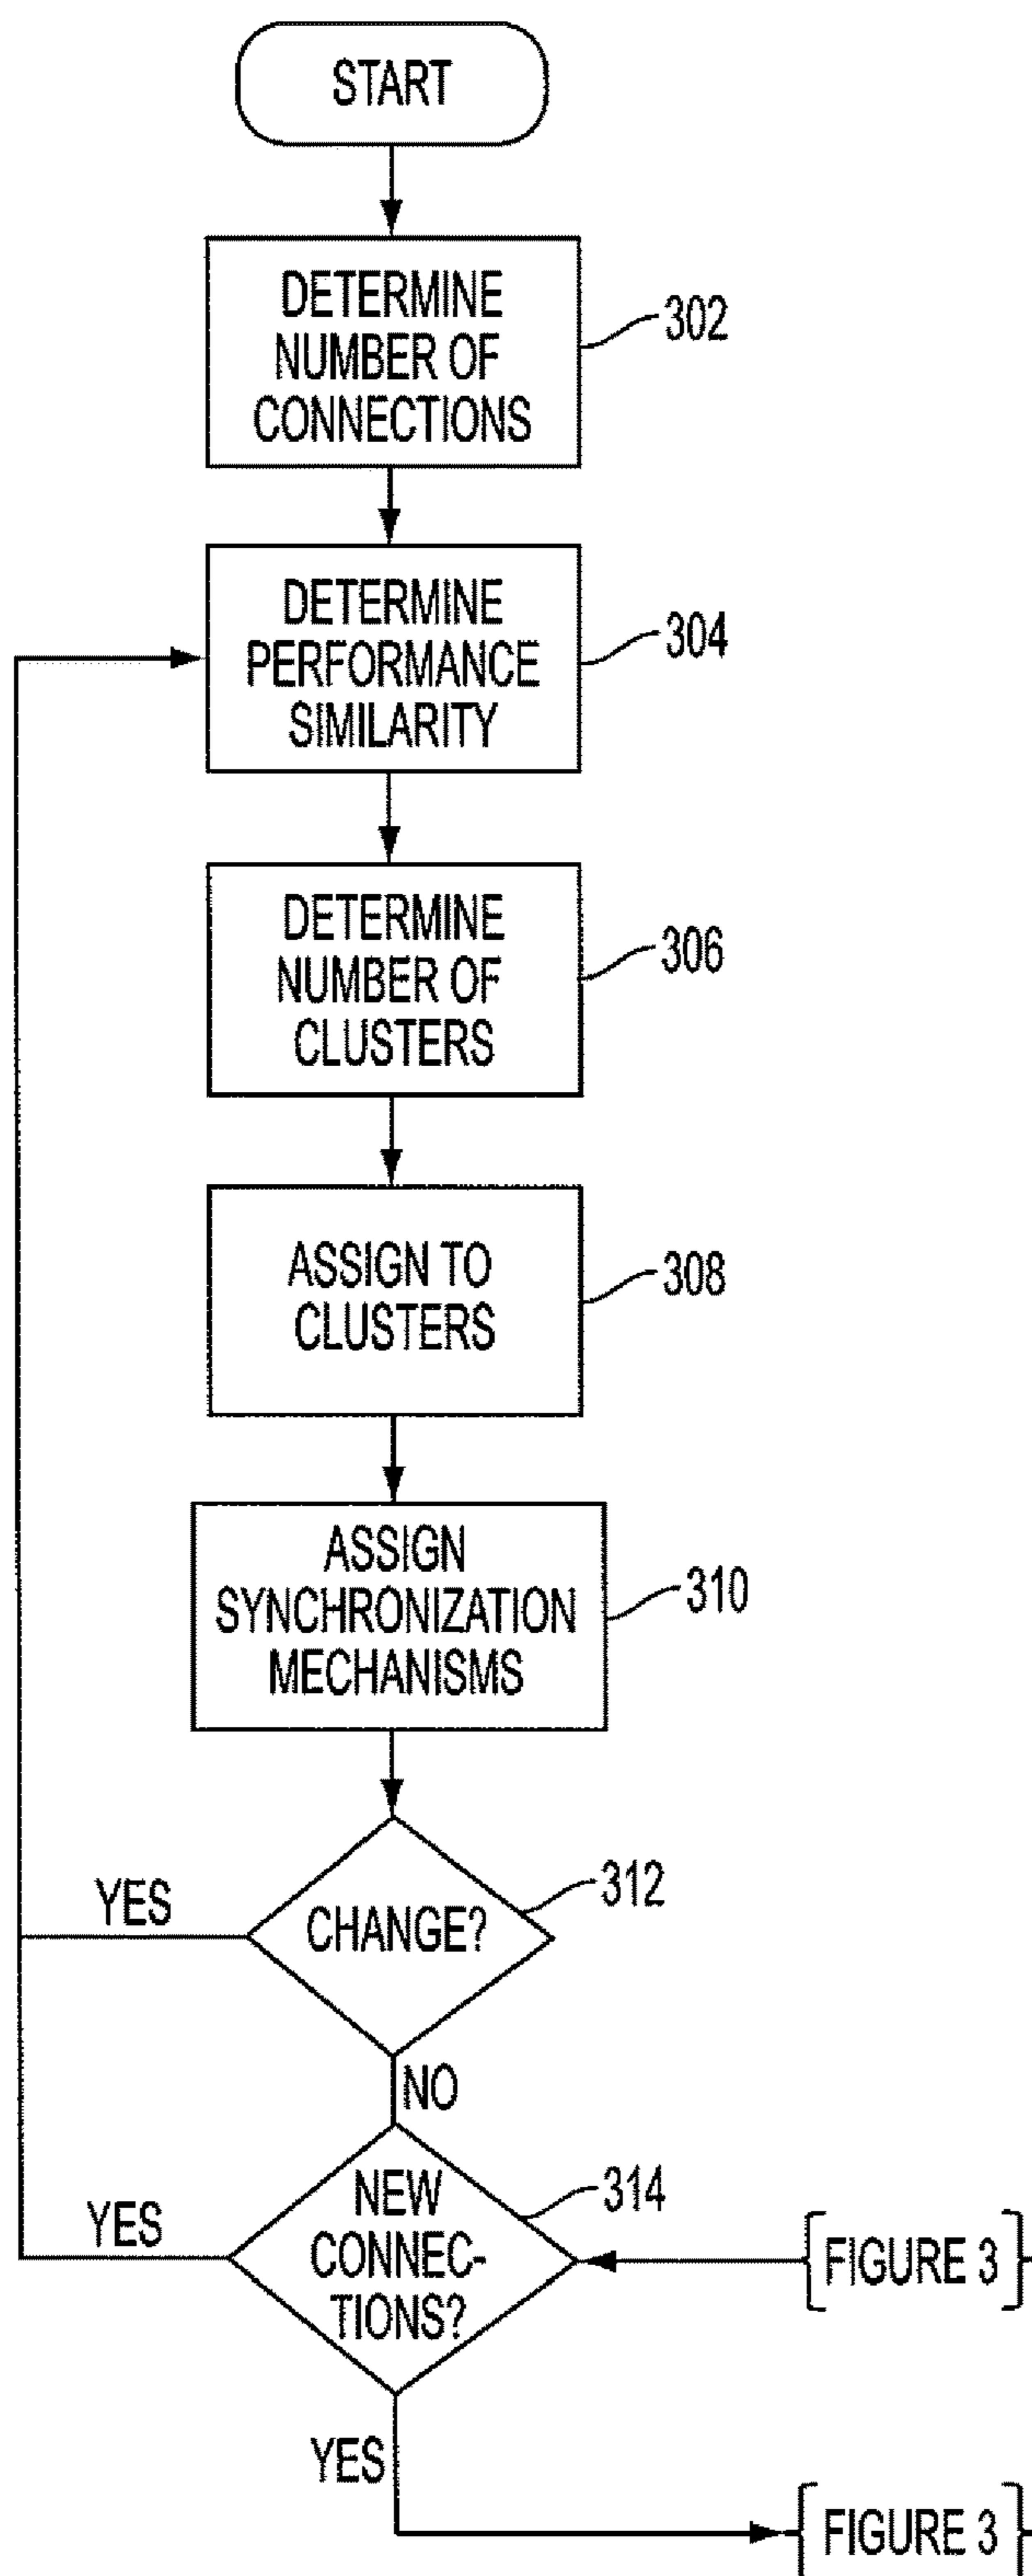 START
DETERMINE
NUMBER OF
CONNECTIONS
302
DETERMINE
PERFORMANCE
SIMILARITY
304
DETERMINE
NUMBER OF
CLUSTERS
306
ASSIGN TO
CLUSTERS
308
ASSIGN
SYNCHRONIZATION
MECHANISMS
310
CHANGE?
312
YES
NO
NEW
CONNEC-
TIONS?
314
YES
FIGURE 3
YES
FIGURE 3